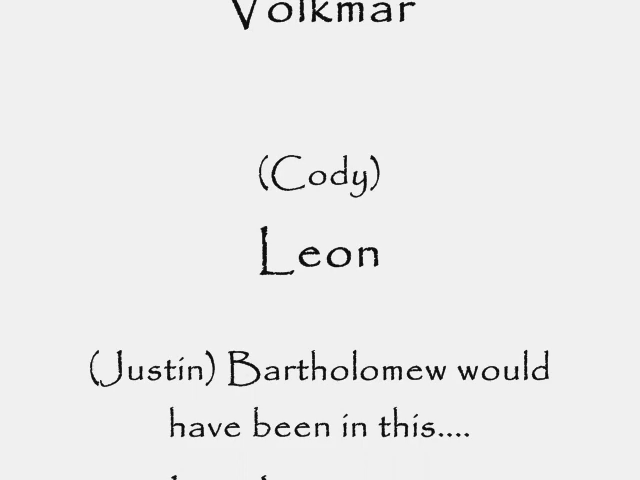 Volkmar
(Cody)
Leon
(Justin) Bartholomew would
have been in this....